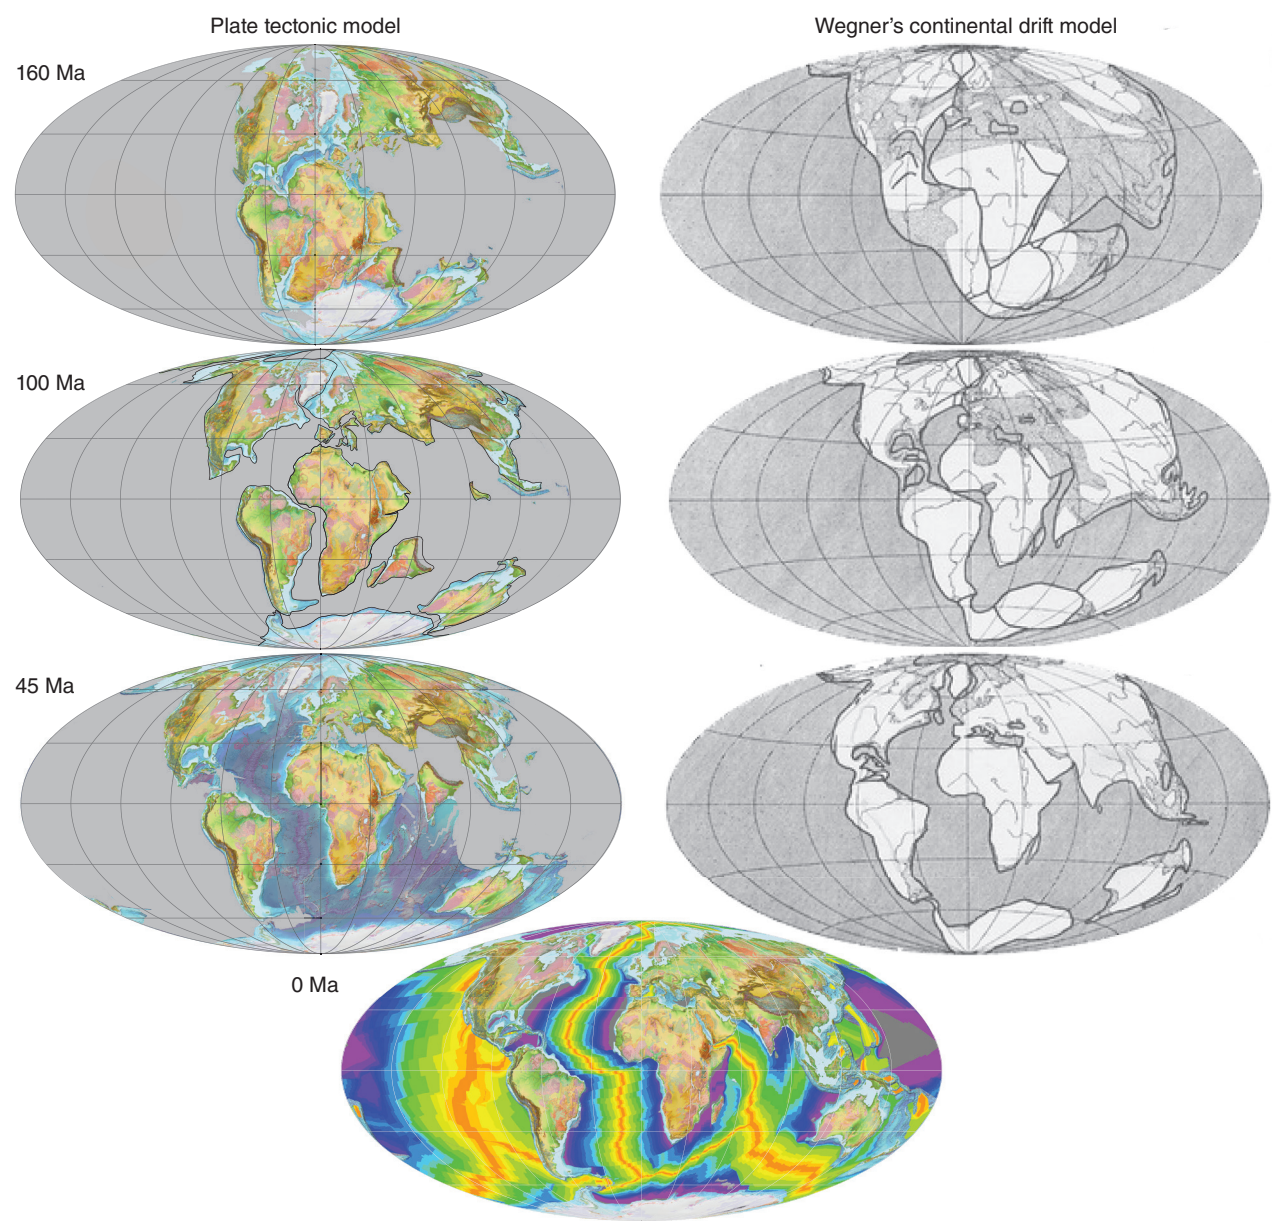 Plate tectonic model
Wegner's continental drift model
160 Ma
100 Ma
45 Ma
0 Ma